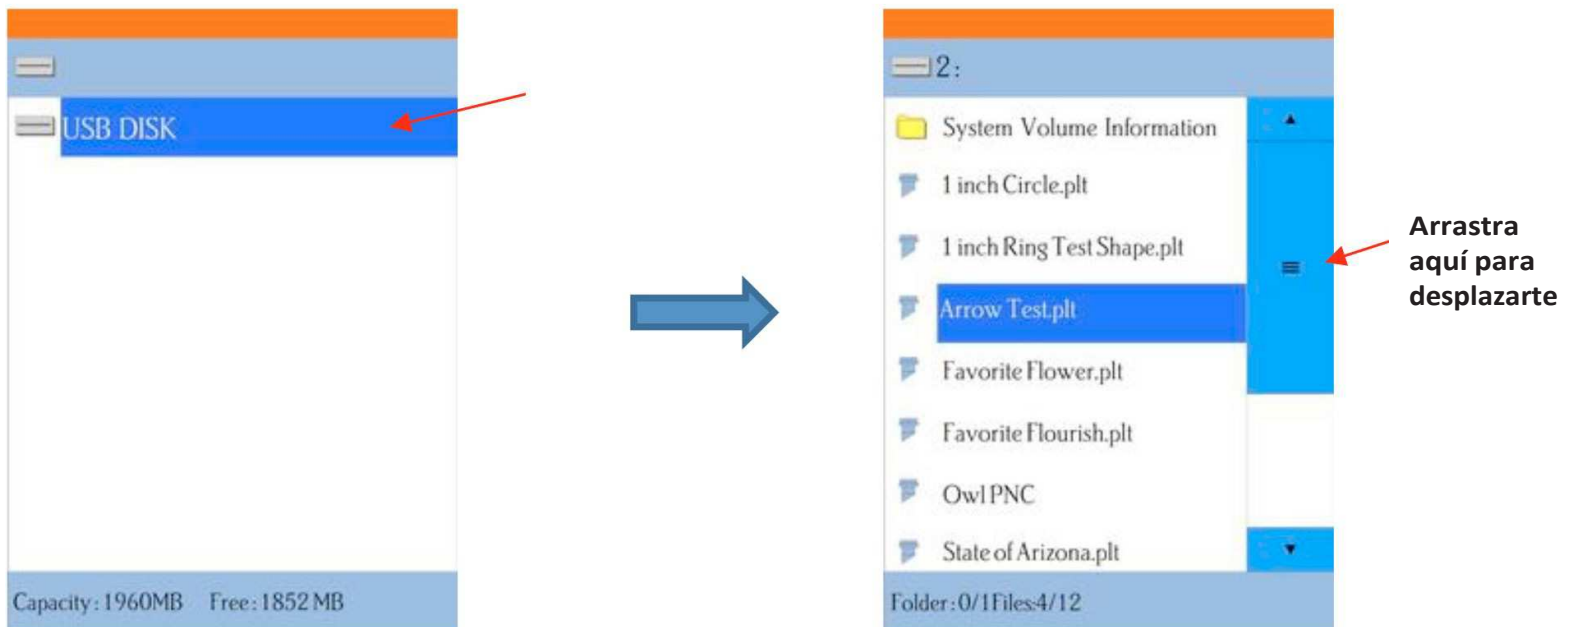 USB DISK
Capacity: 1960MB Free: 1852 MB
2:
System Volume Information
1 inch Circle.plt
1 inch Ring Test Shape.plt
Arrow Test.plt
Favorite Flower.plt
Favorite Flourish.plt
Owl PNC
State of Arizona.plt
Folder: 0/1Files:4/12
Arrastra
aquí para
desplazarte